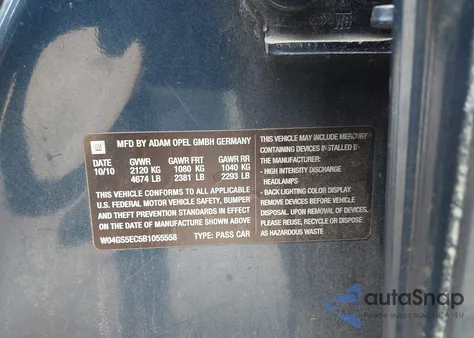 GM
MFD BY ADAM OPEL GMBH GERMANY
DATE GVWR GAWR FRT GAWR RR
10/10 2120 KG 1080 KG 1040 KG
4674 LB 2381 LB 2293 LB
THIS VEHICLE CONFORMS TO ALL APPLICABLE
U.S. FEDERAL MOTOR VEHICLE SAFETY, BUMPER
AND THEFT PREVENTION STANDARDS IN EFFECT
ON THE DATE OF MANUFACTURE SHOWN ABOVE
W04GS5EC5B1055558 TYPE: PASS CAR
THIS VEHICLE MAY INCLUDE MERCURY
CONTAINING DEVICES INSTALLED BY
THE MANUFACTURER:
- HIGH INTENSITY DISCHARGE
HEADLAMPS
- BACK LIGHTING COLOR DISPLAY
REMOVE DEVICES BEFORE VEHICLE
DISPOSAL. UPON REMOVAL OF DEVICES
PLEASE REUSE, RECYCLE OR DISPOSE
AS HAZARDOUS WASTE
autaSnap